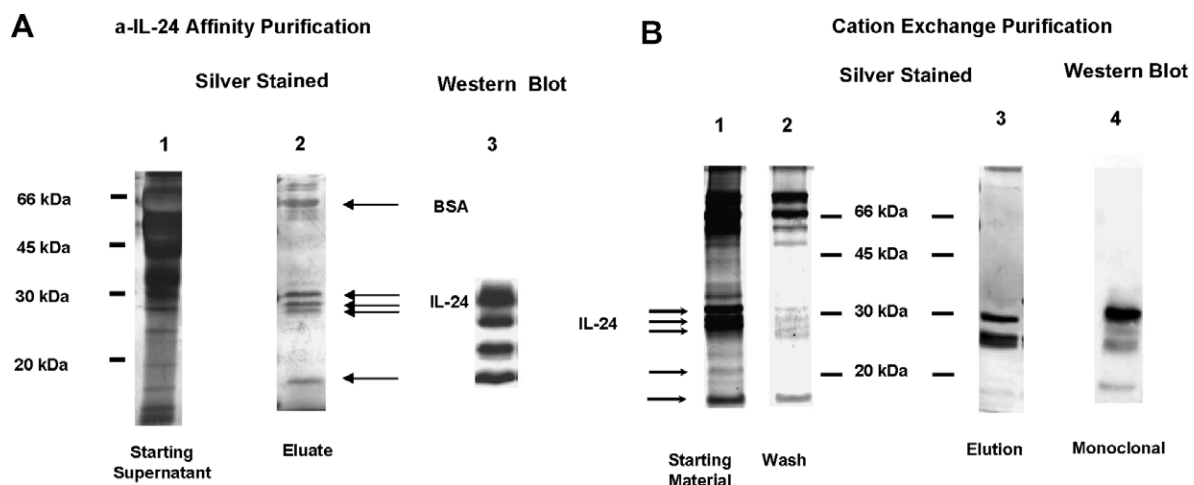 A
a-IL-24 Affinity Purification
Silver Stained
Western Blot
1
2
3
66 kDa
45 kDa
30 kDa
20 kDa
BSA
IL-24
Starting
Supernatant
Eluate
B
Cation Exchange Purification
Silver Stained
Western Blot
1
2
3
4
66 kDa
45 kDa
30 kDa
20 kDa
IL-24
Starting
Material
Wash
Elution
Monoclonal